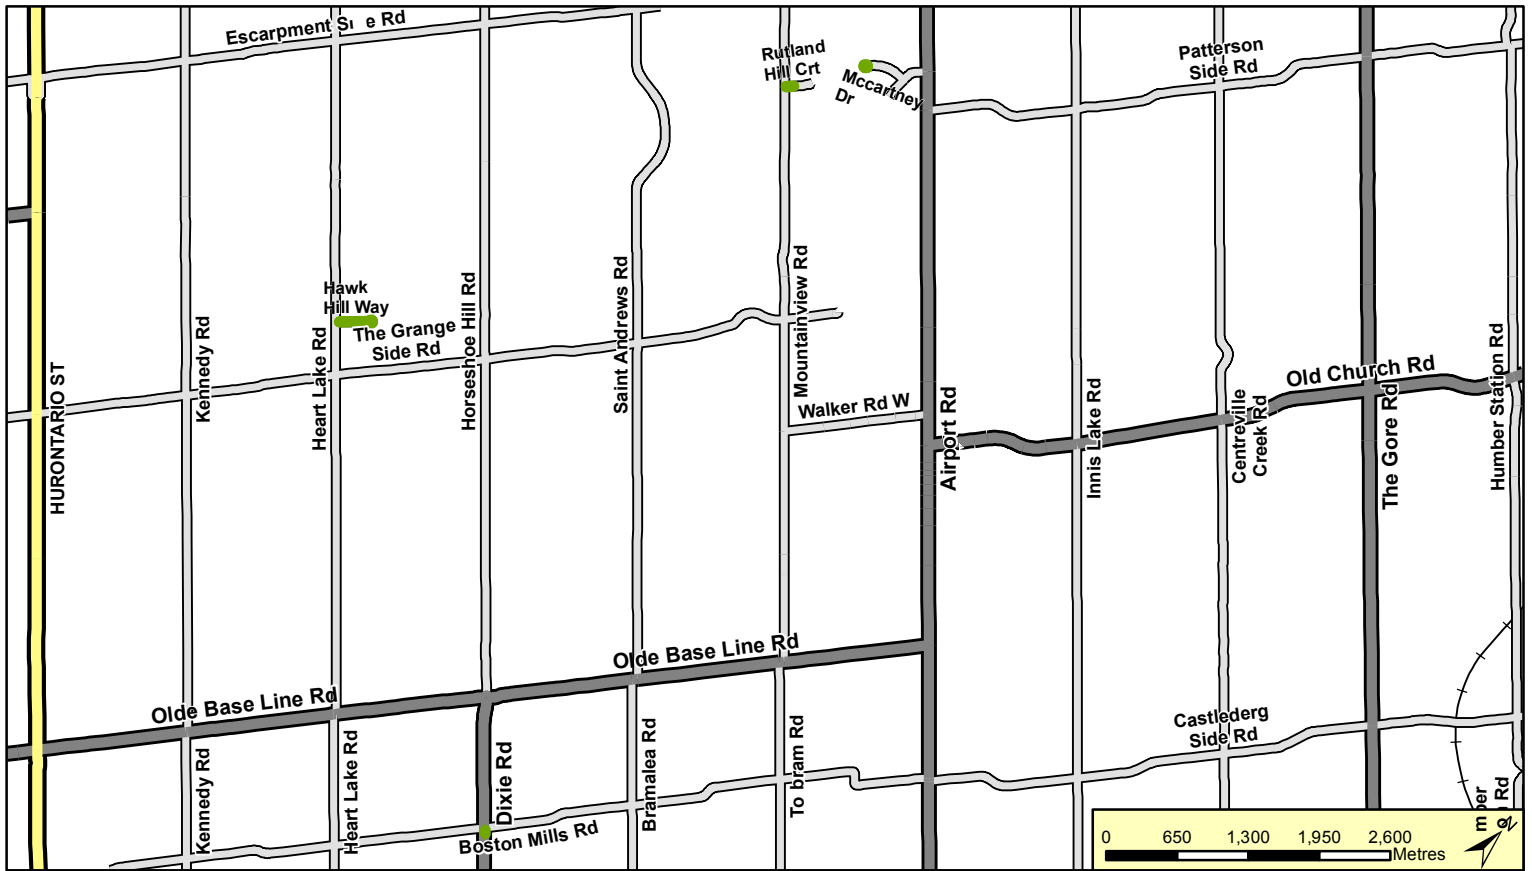 Escarpment Si e Rd
Rutland
Hill Crt
Mccartney
Dr
Patterson
Side Rd
Hawk
Hill Way
The Grange
Side Rd
HURONTARIO ST
Kennedy Rd
Heart Lake Rd
Horseshoe Hill Rd
Saint Andrews Rd
Mountainview Rd
Walker Rd W
Airport Rd
Innis Lake Rd
Centreville
Creek Rd
Old Church Rd
The Gore Rd
Humber Station Rd
Olde Base Line Rd
Olde Base Line Rd
Kennedy Rd
Heart Lake Rd
Dixie Rd
Boston Mills Rd
Bramalea Rd
To bram Rd
Castlederg
Side Rd
mber
n Rd
0 650 1,300 1,950 2,600
Metres
N